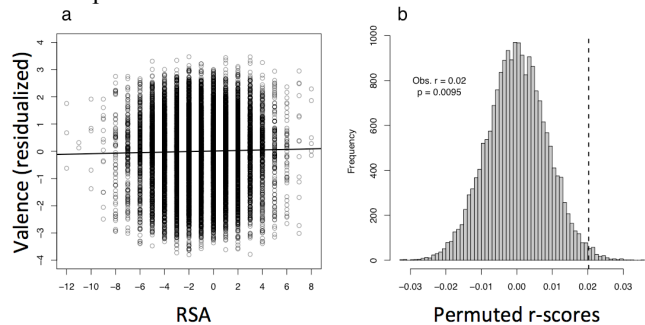 a
b
Valence (residualized)
4
3
2
1
0
−1
−2
−3
−4
−12 −10 −8 −6 −4 −2 0 2 4 6 8
RSA
Frequency
1000
800
600
400
200
0
Obs. r = 0.02
p = 0.0095
−0.03 −0.02 −0.01 0.00 0.01 0.02 0.03
Permuted r-scores